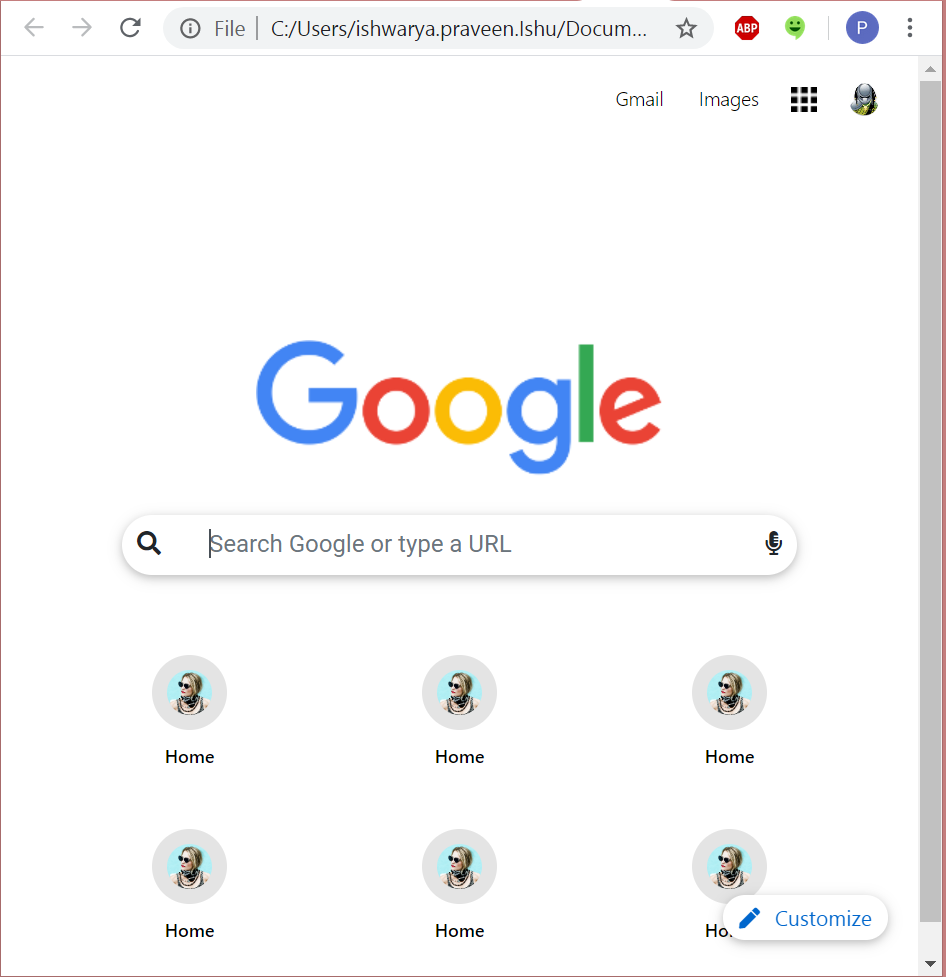 File | C:/Users/ishwarya.praveen.Ishu/Docum... ABP P
Gmail Images
Google
Search Google or type a URL
Home Home Home
Home Home Ho
Customize